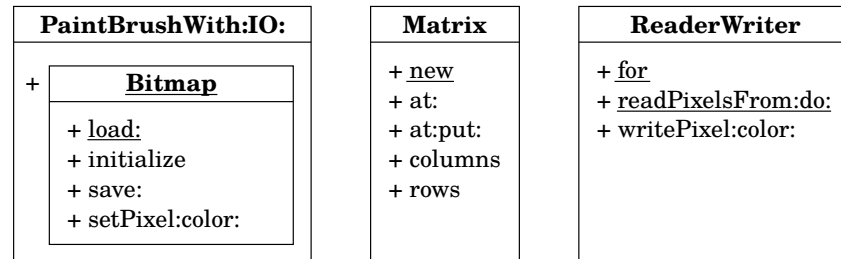 PaintBrushWith:IO:
+
Bitmap
+ load:
+ initialize
+ save:
+ setPixel:color:
Matrix
+ new
+ at:
+ at:put:
+ columns
+ rows
ReaderWriter
+ for
+ readPixelsFrom:do:
+ writePixel:color: